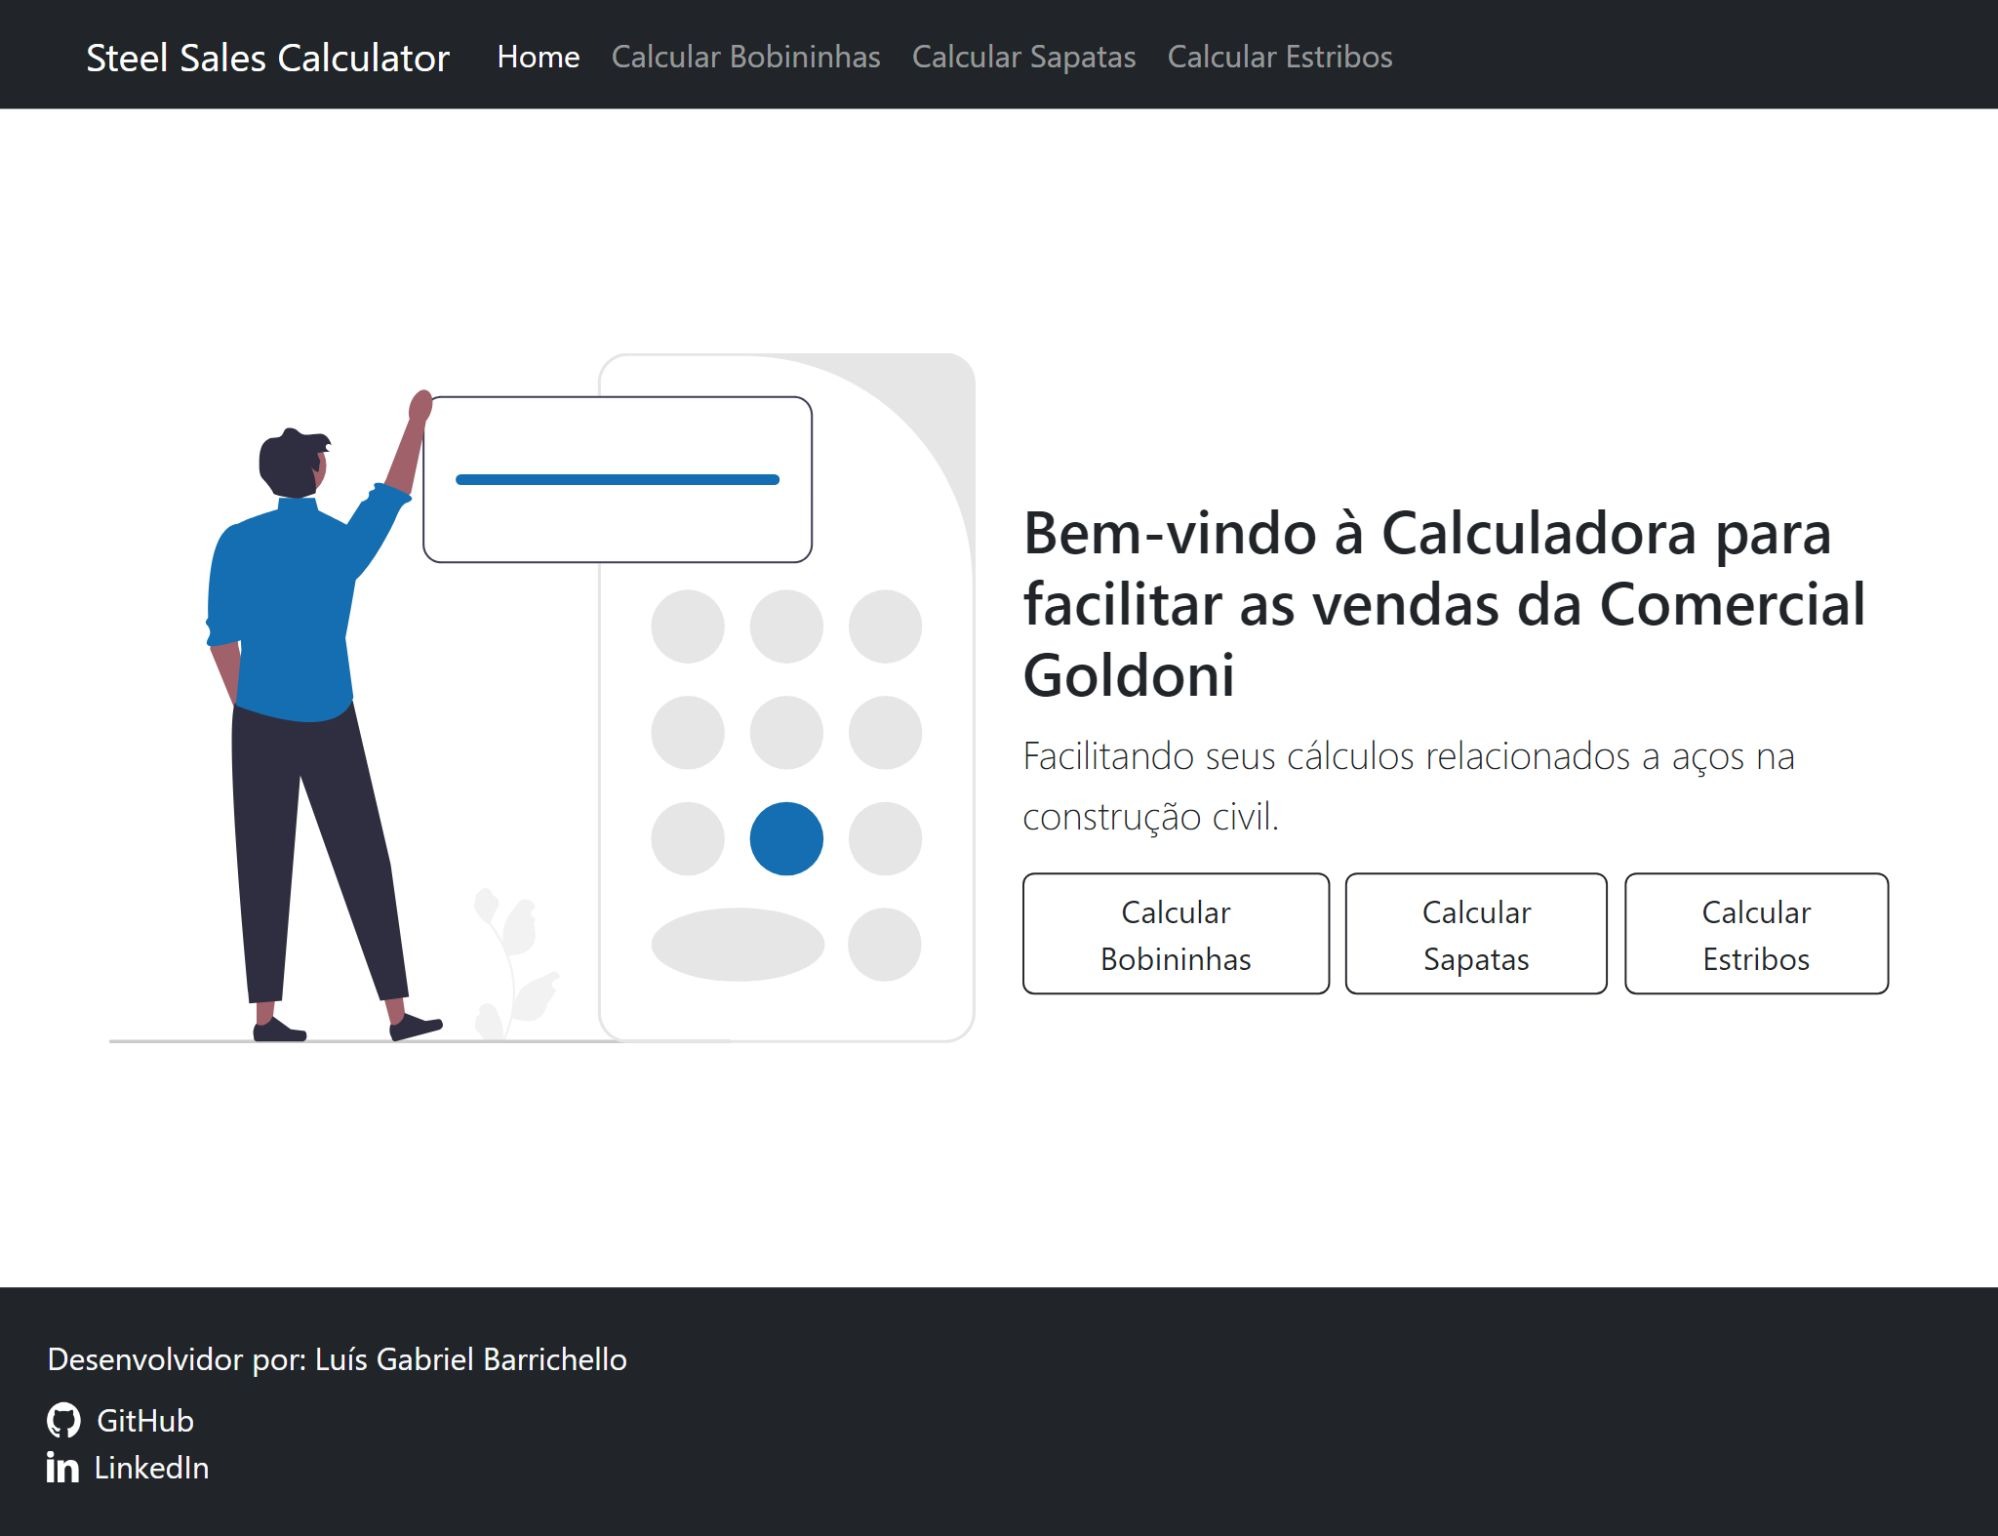 Steel Sales Calculator Home Calcular Bobininhas Calcular Sapatas Calcular Estribos
Bem-vindo à Calculadora para
facilitar as vendas da Comercial
Goldoni
Facilitando seus cálculos relacionados a aços na
construção civil.
Calcular
Bobininhas
Calcular
Sapatas
Calcular
Estribos
Desenvolvidor por: Luís Gabriel Barrichello
GitHub
LinkedIn